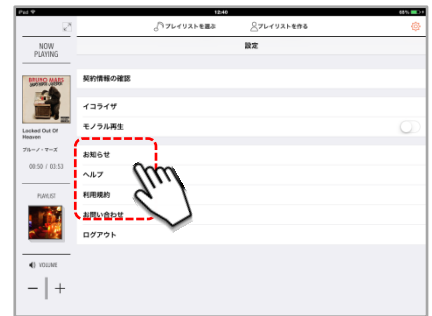 iPad
12:40
68%
プレイリストを選ぶ
プレイリストを作る
NOW
PLAYING
設定
BRUNO MARS
契約情報の確認
イコライザ
モノラル再生
Locked Out Of
Heaven
ブルーノ・マーズ
00:50 / 03:53
お知らせ
ヘルプ
利用規約
お問い合わせ
ログアウト
PLAYLIST
VOLUME
− +